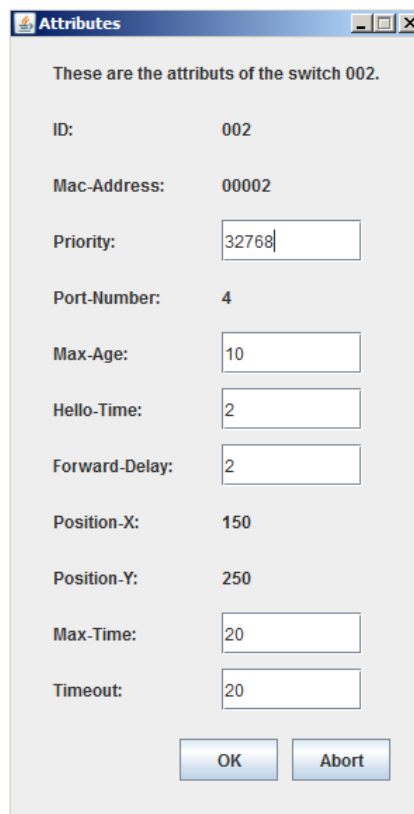 Attributes
These are the attributs of the switch 002.
ID: 002
Mac-Address: 00002
Priority: 32768
Port-Number: 4
Max-Age: 10
Hello-Time: 2
Forward-Delay: 2
Position-X: 150
Position-Y: 250
Max-Time: 20
Timeout: 20
OK Abort